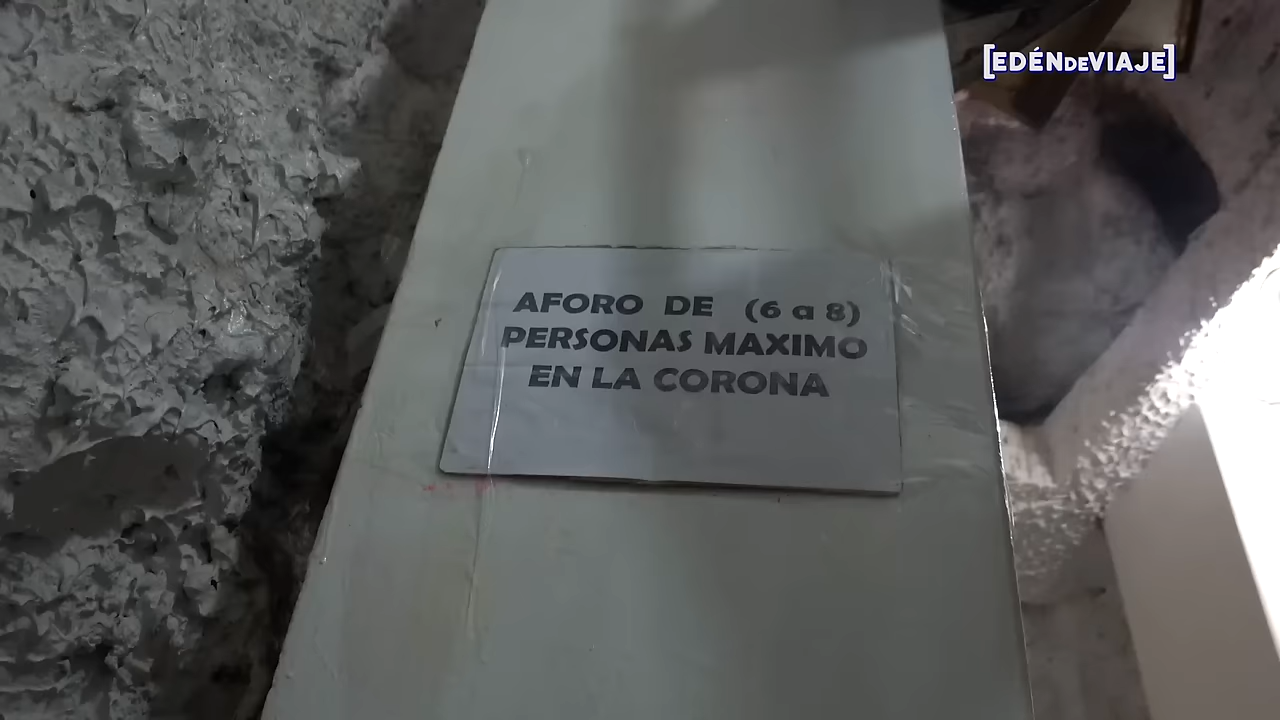 [EDÉNDEVIAJE]
AFORO DE (6 a 8)
PERSONAS MAXIMO
EN LA CORONA